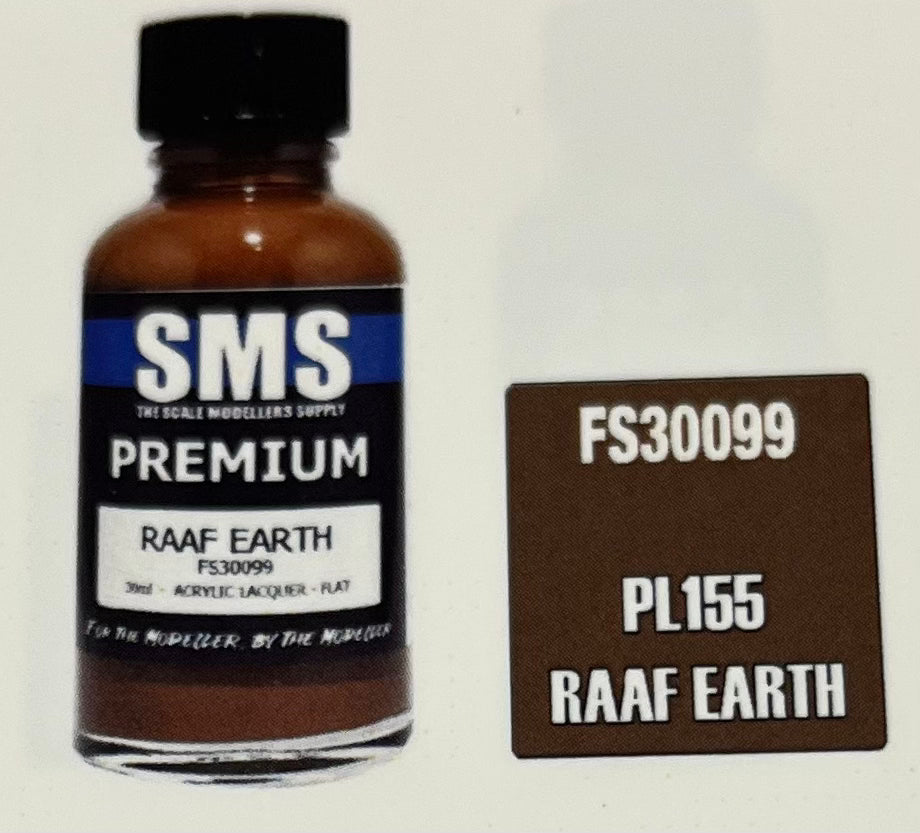 SMS
THE SCALE MODELLERS SUPPLY
PREMIUM
RAAF EARTH
FS30099
30ml - ACRYLIC LACQUER - FLAT
FOR THE MODELLER, BY THE MODELLER
FS30099
PL155
RAAF EARTH